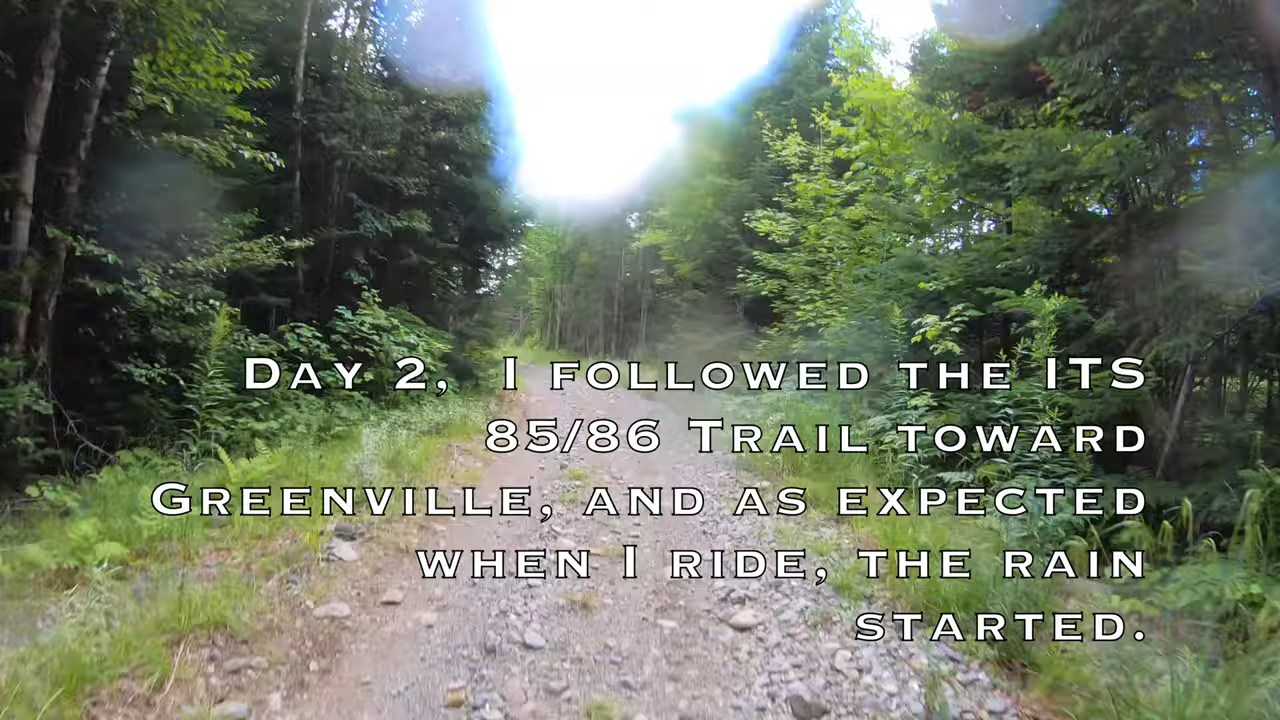 Day 2, I followed the ITS
85/86 Trail toward
Greenville, and as expected
when I ride, the rain
started.